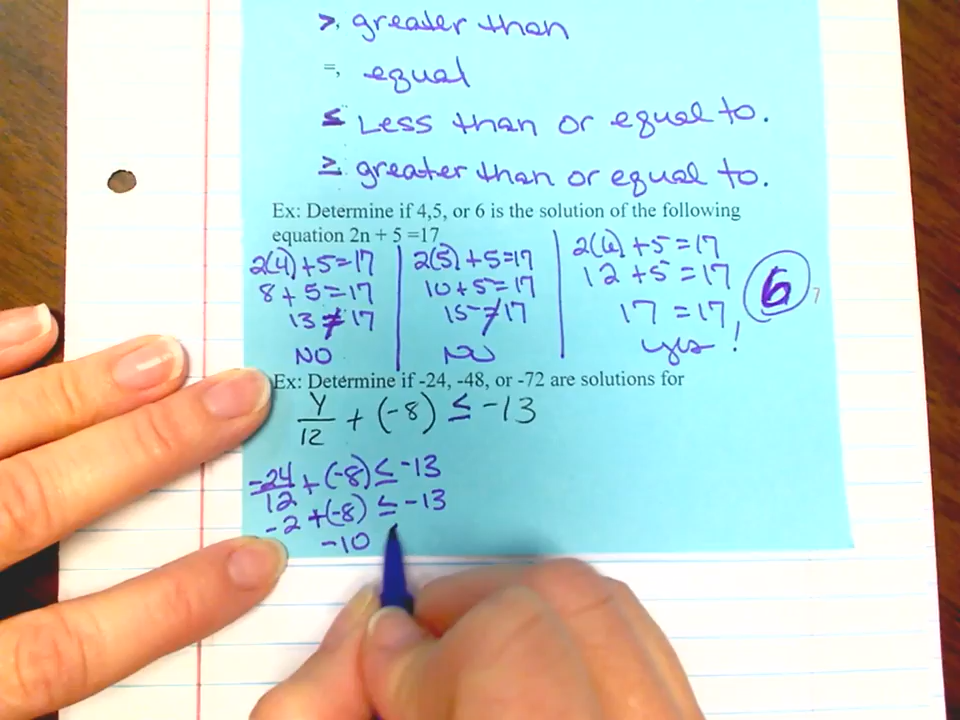 >, greater than
=, equal
≤ Less than or equal to.
≥ greater than or equal to.
Ex: Determine if 4,5, or 6 is the solution of the following
equation 2n + 5 =17
2(4)+5=17
8+5=17
13≠17
NO
2(5)+5=17
10+5=17
15≠17
NO
2(6)+5=17
12+5=17
17=17
yes!
6
7
Ex: Determine if -24, -48, or -72 are solutions for
y/12 + (-8) ≤ -13
-24/12 + (-8) ≤ -13
-2 + (-8) ≤ -13
-10